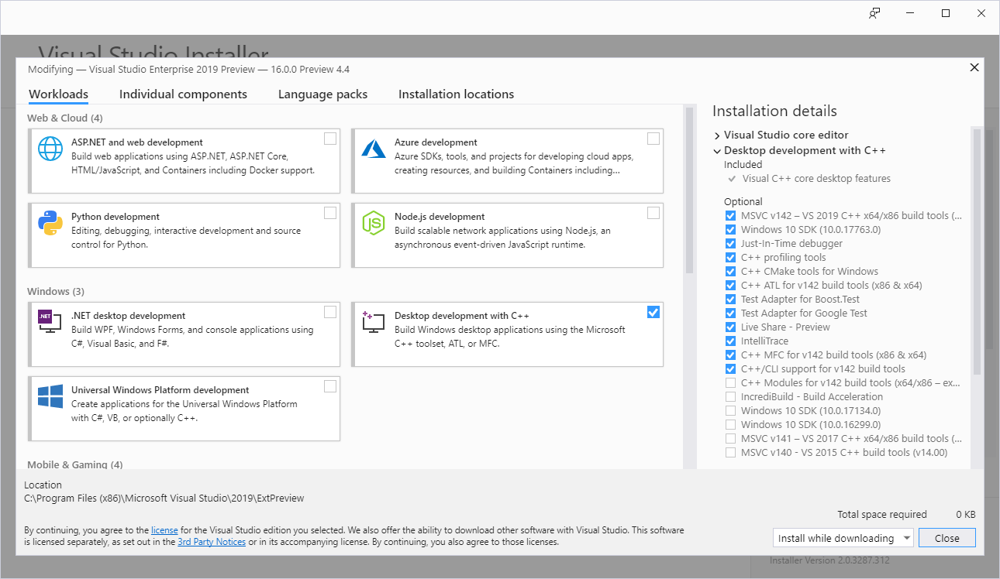 Visual Studio Installer
Modifying — Visual Studio Enterprise 2019 Preview — 16.0.0 Preview 4.4
Workloads
Individual components
Language packs
Installation locations
Web & Cloud (4)
ASP.NET and web development
Build web applications using ASP.NET, ASP.NET Core,
HTML/JavaScript, and Containers including Docker support.
Azure development
Azure SDKs, tools, and projects for developing cloud apps,
creating resources, and building Containers including...
Python development
Editing, debugging, interactive development and source
control for Python.
JS
Node.js development
Build scalable network applications using Node.js, an
asynchronous event-driven JavaScript runtime.
Windows (3)
.NET
.NET desktop development
Build WPF, Windows Forms, and console applications using
C#, Visual Basic, and F#.
Desktop development with C++
Build Windows desktop applications using the Microsoft
C++ toolset, ATL, or MFC.
Universal Windows Platform development
Create applications for the Universal Windows Platform
with C#, VB, or optionally C++.
Mobile & Gaming (4)
Installation details
Visual Studio core editor
Desktop development with C++
Included
Visual C++ core desktop features
Optional
MSVC v142 – VS 2019 C++ x64/x86 build tools (...
Windows 10 SDK (10.0.17763.0)
Just-In-Time debugger
C++ profiling tools
C++ CMake tools for Windows
C++ ATL for v142 build tools (x86 & x64)
Test Adapter for Boost.Test
Test Adapter for Google Test
Live Share - Preview
IntelliTrace
C++ MFC for v142 build tools (x86 & x64)
C++/CLI support for v142 build tools
C++ Modules for v142 build tools (x64/x86 – ex...
IncrediBuild - Build Acceleration
Windows 10 SDK (10.0.17134.0)
Windows 10 SDK (10.0.16299.0)
MSVC v141 – VS 2017 C++ x64/x86 build tools (...
MSVC v140 - VS 2015 C++ build tools (v14.00)
Location
C:\Program Files (x86)\Microsoft Visual Studio\2019\ExtPreview
Total space required 0 KB
By continuing, you agree to the license for the Visual Studio edition you selected. We also offer the ability to download other software with Visual Studio. This software
is licensed separately, as set out in the 3rd Party Notices or in its accompanying license. By continuing, you also agree to those licenses.
Install while downloading
Close
Installer Version 2.0.3287.312